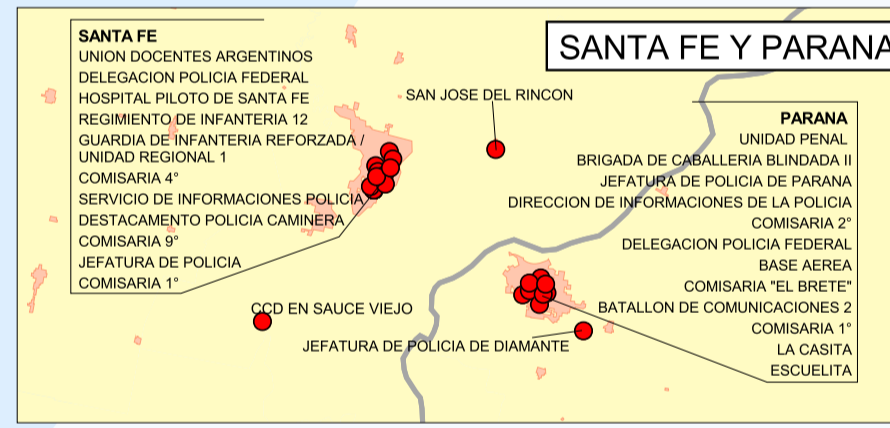 SANTA FE Y PARANA
SANTA FE
UNION DOCENTES ARGENTINOS
DELEGACION POLICIA FEDERAL
HOSPITAL PILOTO DE SANTA FE
REGIMIENTO DE INFANTERIA 12
GUARDIA DE INFANTERIA REFORZADA /
UNIDAD REGIONAL 1
COMISARIA 4°
SERVICIO DE INFORMACIONES POLICIA
DESTACAMENTO POLICIA CAMINERA
COMISARIA 9°
JEFATURA DE POLICIA
COMISARIA 1°
SAN JOSE DEL RINCON
PARANA
UNIDAD PENAL
BRIGADA DE CABALLERIA BLINDADA II
JEFATURA DE POLICIA DE PARANA
DIRECCION DE INFORMACIONES DE LA POLICIA
COMISARIA 2°
DELEGACION POLICIA FEDERAL
BASE AEREA
COMISARIA "EL BRETE"
BATALLON DE COMUNICACIONES 2
COMISARIA 1°
LA CASITA
ESCUELITA
CCD EN SAUCE VIEJO
JEFATURA DE POLICIA DE DIAMANTE